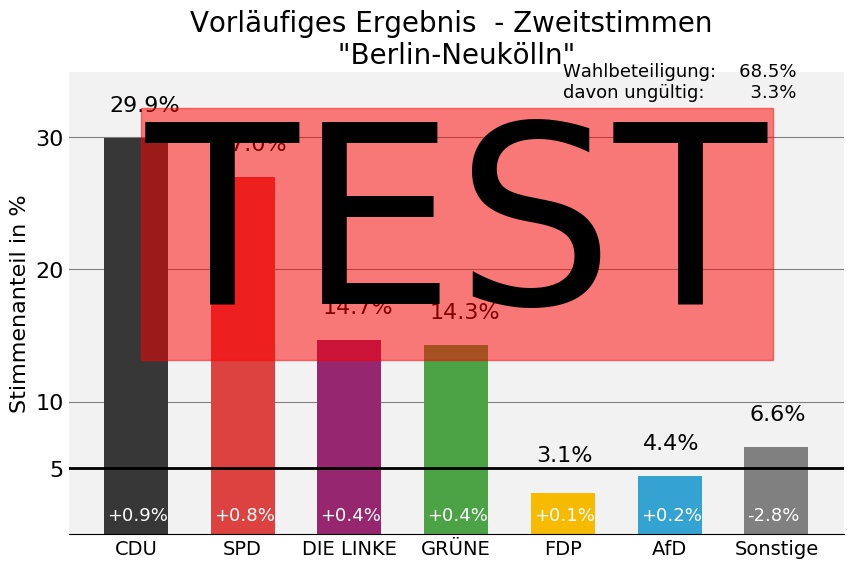 Vorläufiges Ergebnis - Zweitstimmen
"Berlin-Neukölln"
Wahlbeteiligung: 68.5%
davon ungültig: 3.3%
Stimmenanteil in %
30
20
10
5
TEST
29.9%
14.7%
14.3%
3.1%
4.4%
6.6%
+0.9%
+0.8%
+0.4%
+0.4%
+0.1%
+0.2%
-2.8%
CDU
SPD
DIE LINKE
GRÜNE
FDP
AfD
Sonstige